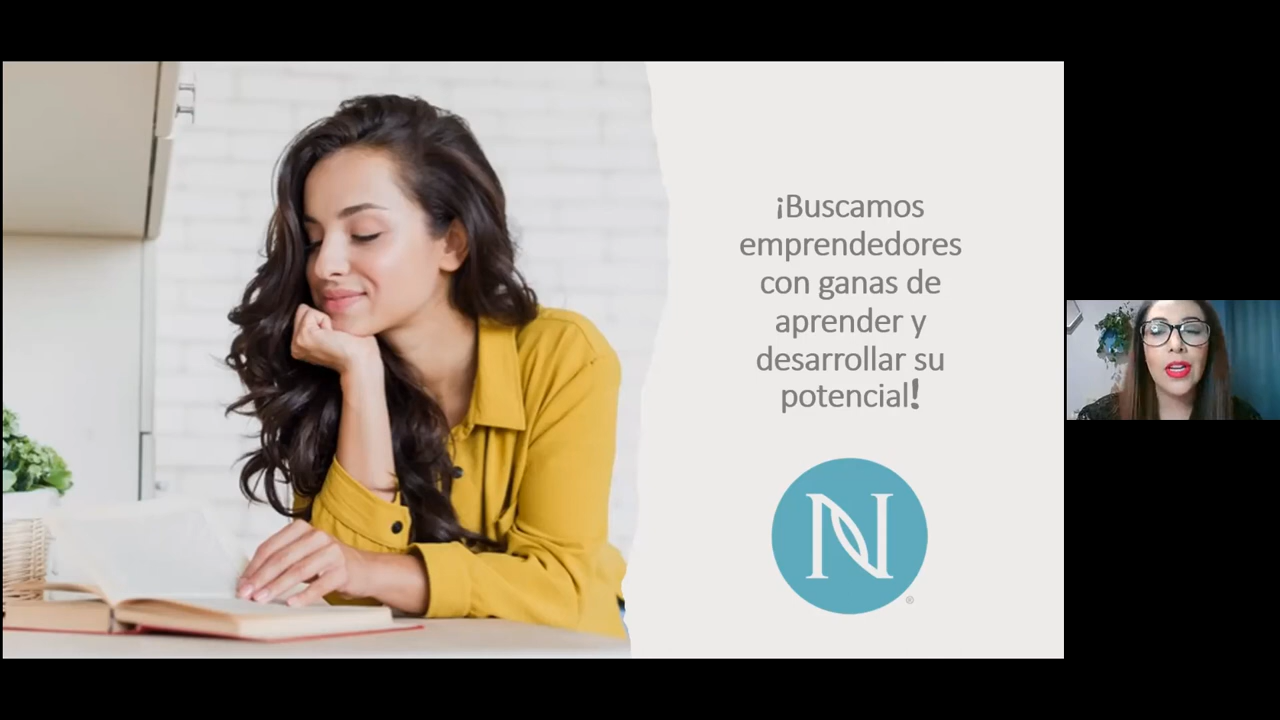 ¡Buscamos
emprendedores
con ganas de
aprender y
desarrollar su
potencial!
N
®